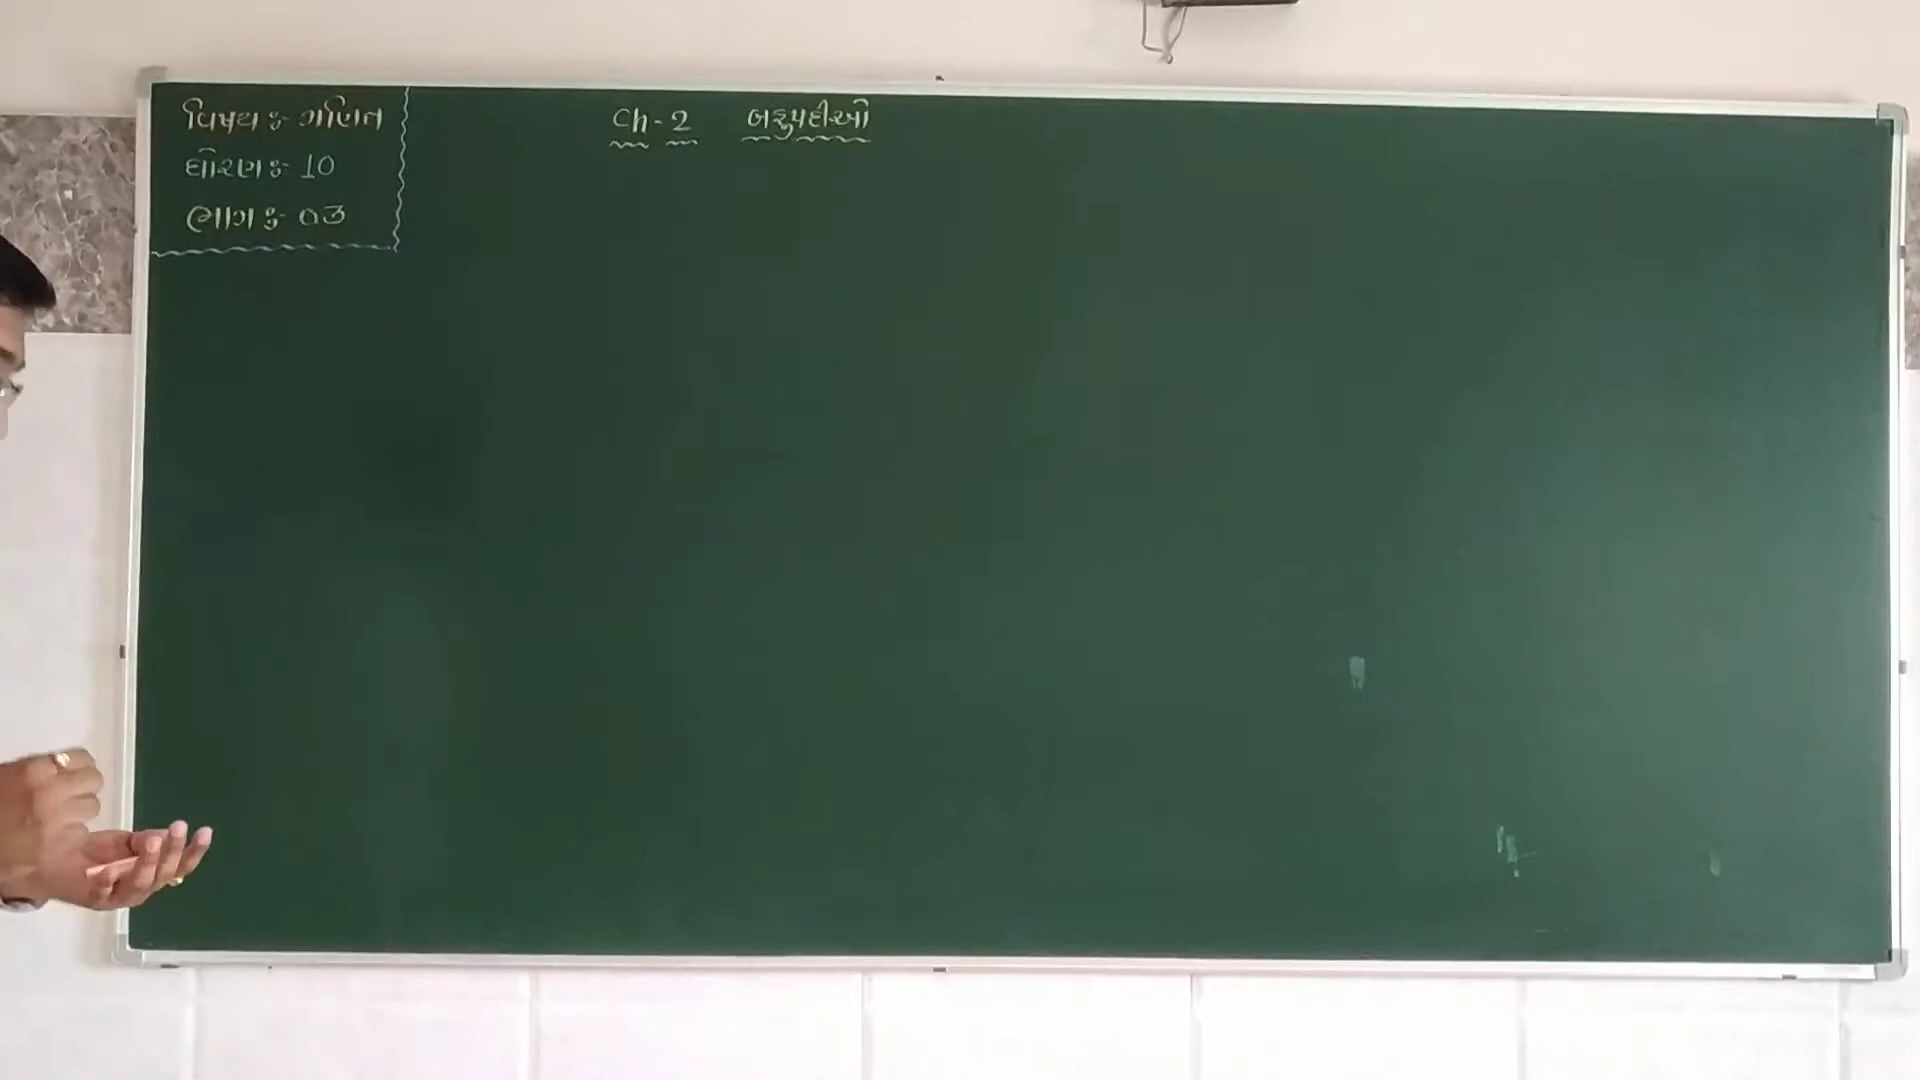 વિષય ઃ- ગણિત
ધોરણ ઃ- 10
ભાગ ઃ- 03
Ch - 2 બહુપદીઓ